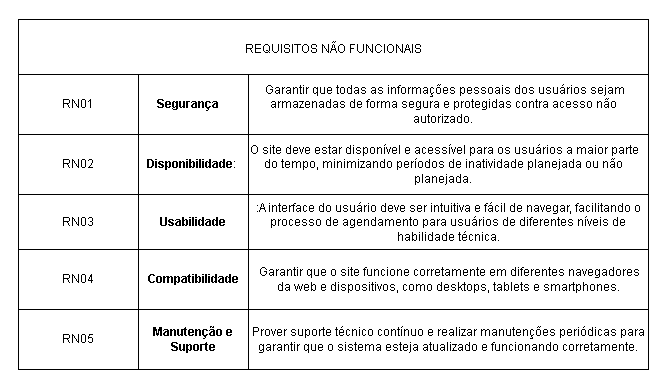 REQUISITOS NÃO FUNCIONAIS
RN01
Segurança
Garantir que todas as informações pessoais dos usuários sejam
armazenadas de forma segura e protegidas contra acesso não
autorizado.
RN02
Disponibilidade:
O site deve estar disponível e acessível para os usuários a maior parte
do tempo, minimizando períodos de inatividade planejada ou não
planejada.
RN03
Usabilidade
:A interface do usuário deve ser intuitiva e fácil de navegar, facilitando o
processo de agendamento para usuários de diferentes níveis de
habilidade técnica.
RN04
Compatibilidade
Garantir que o site funcione corretamente em diferentes navegadores
da web e dispositivos, como desktops, tablets e smartphones.
RN05
Manutenção e
Suporte
Prover suporte técnico contínuo e realizar manutenções periódicas para
garantir que o sistema esteja atualizado e funcionando corretamente.